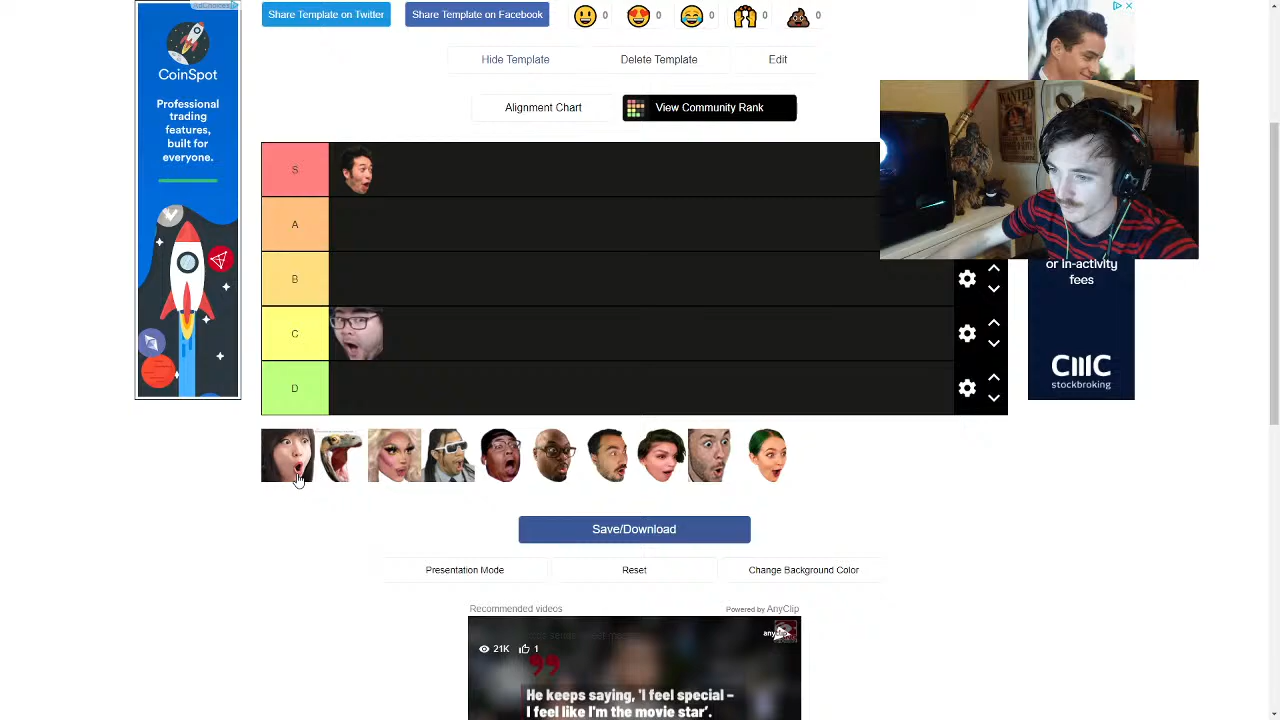 AdChoices
CoinSpot
Professional
trading
features,
built for
everyone.
Share Template on Twitter
Share Template on Facebook
0
0
0
0
0
Hide Template
Delete Template
Edit
Alignment Chart
View Community Rank
WANTED
S
A
B
C
D
or in-activity
fees
CMC
stockbroking
Save/Download
Presentation Mode
Reset
Change Background Color
Recommended videos
Powered by AnyClip
21K
1
He keeps saying, 'I feel special –
I feel like I'm the movie star'.